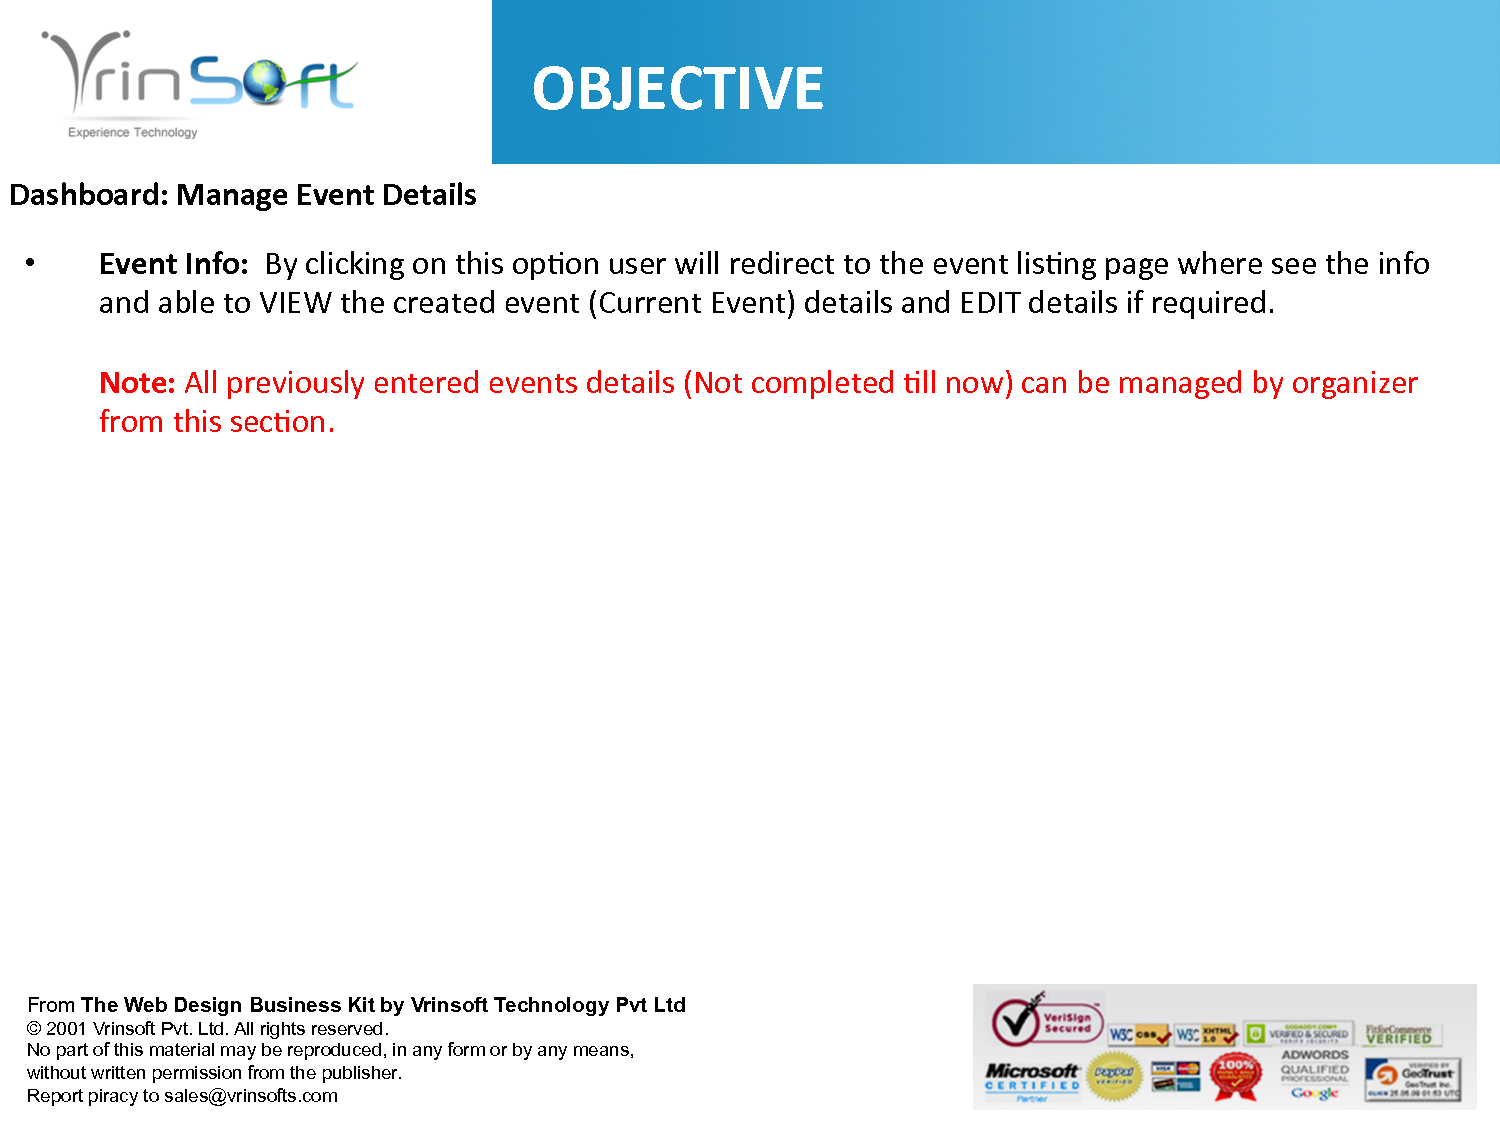 VrinSoft
Experience Technology
OBJECTIVE
Dashboard: Manage Event Details
• Event Info: By clicking on this option user will redirect to the event listing page where see the info
and able to VIEW the created event (Current Event) details and EDIT details if required.
Note: All previously entered events details (Not completed till now) can be managed by organizer
from this section.
From The Web Design Business Kit by Vrinsoft Technology Pvt Ltd
© 2001 Vrinsoft Pvt. Ltd. All rights reserved.
No part of this material may be reproduced, in any form or by any means,
without written permission from the publisher.
Report piracy to sales@vrinsofts.com
VeriSign
Secured
W3C css
W3C XHTML 1.0
VERIFIED & SECURED
VERIFY SECURITY
FitforCommerce
VERIFIED
Microsoft
CERTIFIED
Partner
PayPal
VERIFIED
100%
ADWORDS
QUALIFIED
PROFESSIONAL
Google
VERIFIED BY
GeoTrust
GeoTrust Inc.